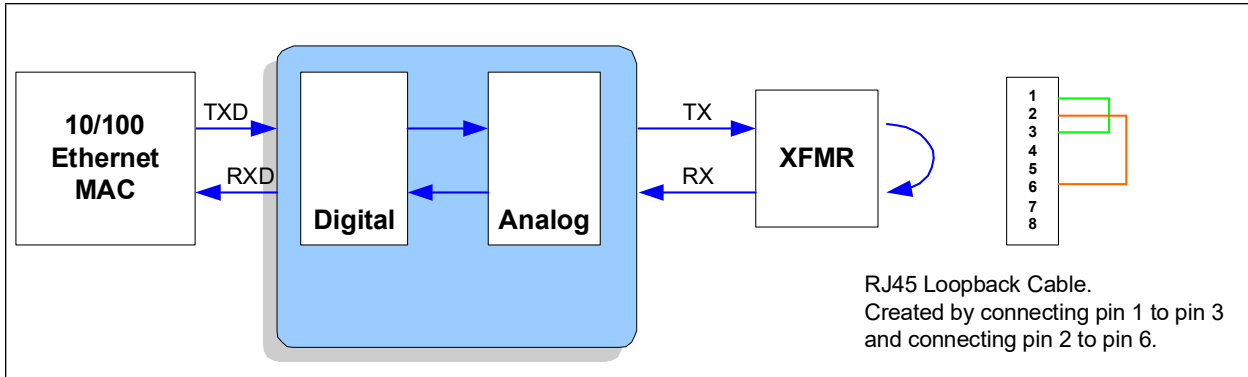 10/100
Ethernet
MAC
TXD
RXD
Digital
Analog
TX
RX
XFMR
1
2
3
4
5
6
7
8
RJ45 Loopback Cable.
Created by connecting pin 1 to pin 3
and connecting pin 2 to pin 6.